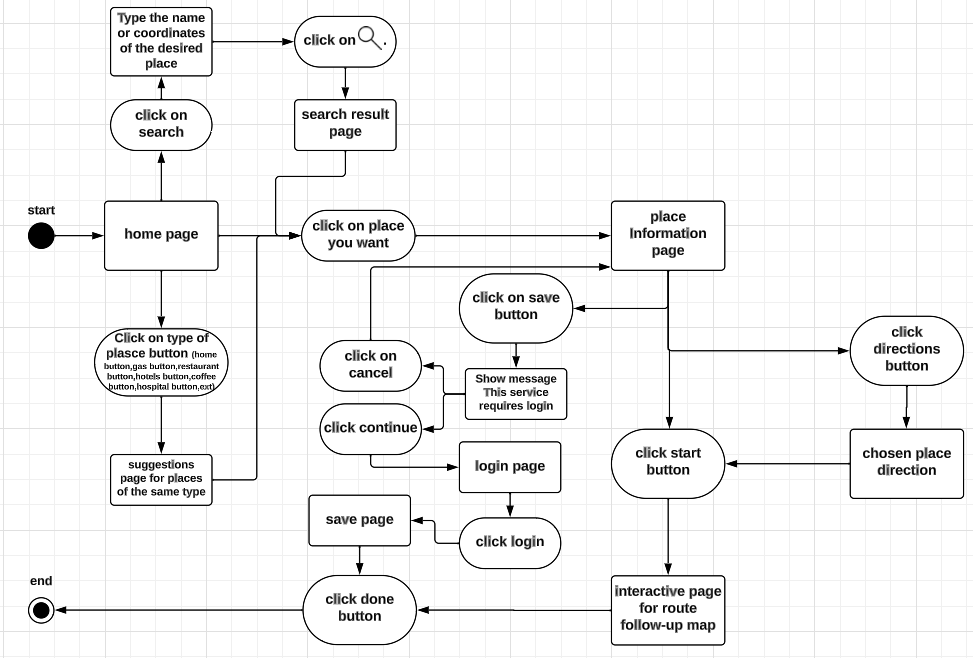 Type the name
or coordinates
of the desired
place
click on
.
click on
search
search result
page
start
home page
click on place
you want
place
Information
page
click on save
button
Click on type of
plasce button (home
button,gas button,restaurant
button,hotels button,coffee
button,hospital button,ext)
click on
cancel
click
directions
button
Show message
This service
requires login
click continue
suggestions
page for places
of the same type
login page
click start
button
chosen place
direction
save page
click login
end
click done
button
interactive page
for route
follow-up map